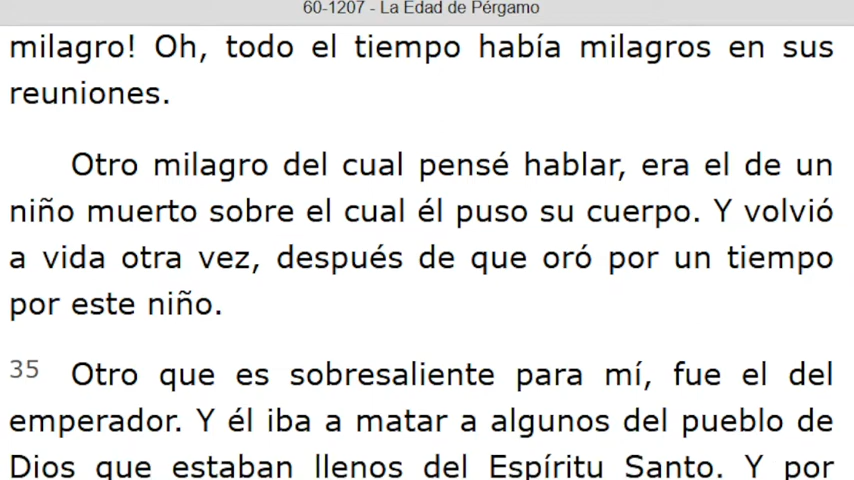 60-1207 - La Edad de Pérgamo
milagro! Oh, todo el tiempo había milagros en sus
reuniones.
Otro milagro del cual pensé hablar, era el de un
niño muerto sobre el cual él puso su cuerpo. Y volvió
a vida otra vez, después de que oró por un tiempo
por este niño.
35 Otro que es sobresaliente para mí, fue el del
emperador. Y él iba a matar a algunos del pueblo de
Dios que estaban llenos del Espíritu Santo. Y por